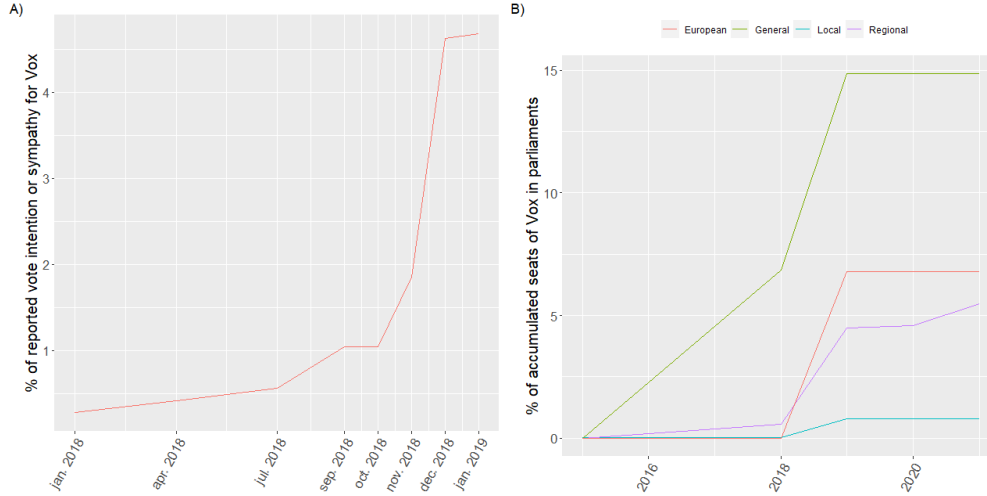 A)
% of reported vote intention or sympathy for Vox
4
3
2
1
jan. 2018
apr. 2018
jul. 2018
sep. 2018
oct. 2018
nov. 2018
dec. 2018
jan. 2019
B)
European General Local Regional
% of accumulated seats of Vox in parliaments
15
10
5
0
2016
2018
2020